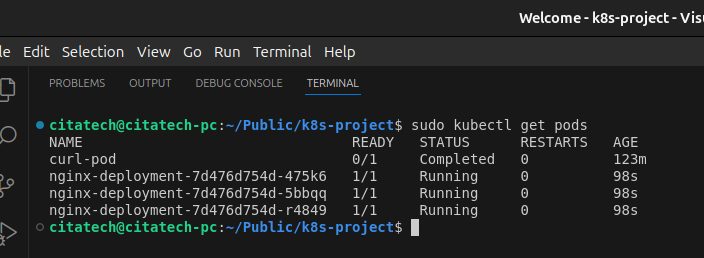 Welcome - k8s-project - Visu
le Edit Selection View Go Run Terminal Help
PROBLEMS OUTPUT DEBUG CONSOLE TERMINAL
citatech@citatech-pc:~/Public/k8s-project$ sudo kubectl get pods
NAME READY STATUS RESTARTS AGE
curl-pod 0/1 Completed 0 123m
nginx-deployment-7d476d754d-475k6 1/1 Running 0 98s
nginx-deployment-7d476d754d-5bbqq 1/1 Running 0 98s
nginx-deployment-7d476d754d-r4849 1/1 Running 0 98s
citatech@citatech-pc:~/Public/k8s-project$